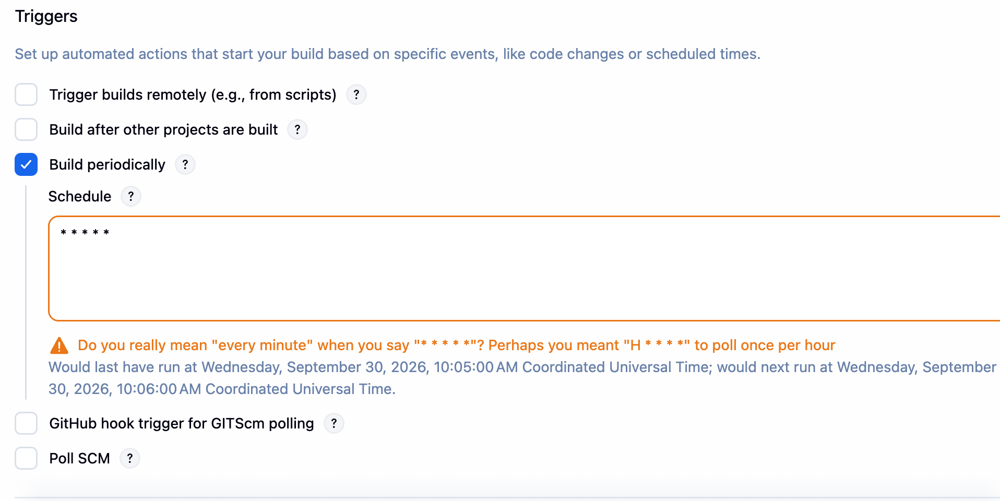 Triggers
Set up automated actions that start your build based on specific events, like code changes or scheduled times.
Trigger builds remotely (e.g., from scripts) ?
Build after other projects are built ?
Build periodically ?
Schedule ?
* * * * *
Do you really mean "every minute" when you say "* * * * *"? Perhaps you meant "H * * * *" to poll once per hour
Would last have run at Wednesday, September 30, 2026, 10:05:00 AM Coordinated Universal Time; would next run at Wednesday, September
30, 2026, 10:06:00 AM Coordinated Universal Time.
GitHub hook trigger for GITScm polling ?
Poll SCM ?